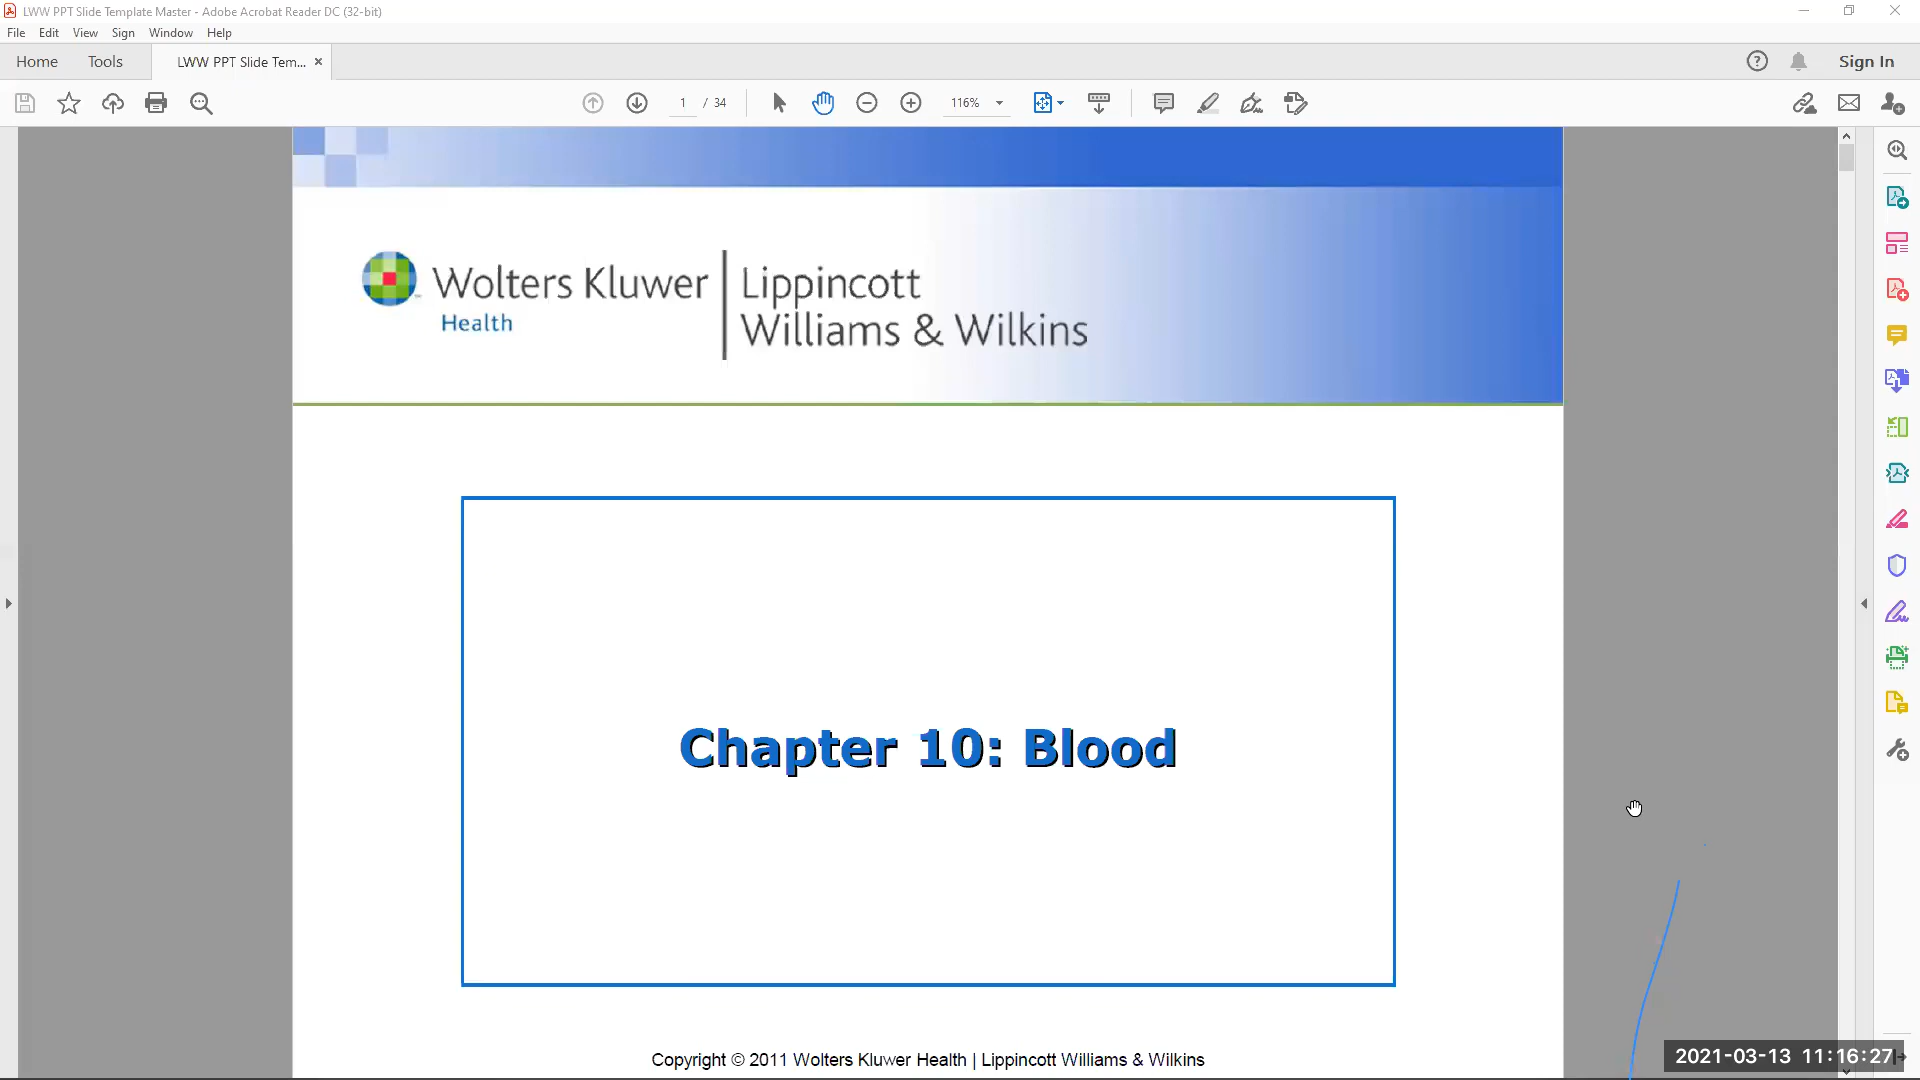 LWW PPT Slide Template Master - Adobe Acrobat Reader DC (32-bit)
File Edit View Sign Window Help
Home Tools LWW PPT Slide Tem... × Sign In
1 / 34 116%
Wolters Kluwer
Health
Lippincott
Williams & Wilkins
Chapter 10: Blood
Copyright © 2011 Wolters Kluwer Health | Lippincott Williams & Wilkins
2021-03-13 11:16:27